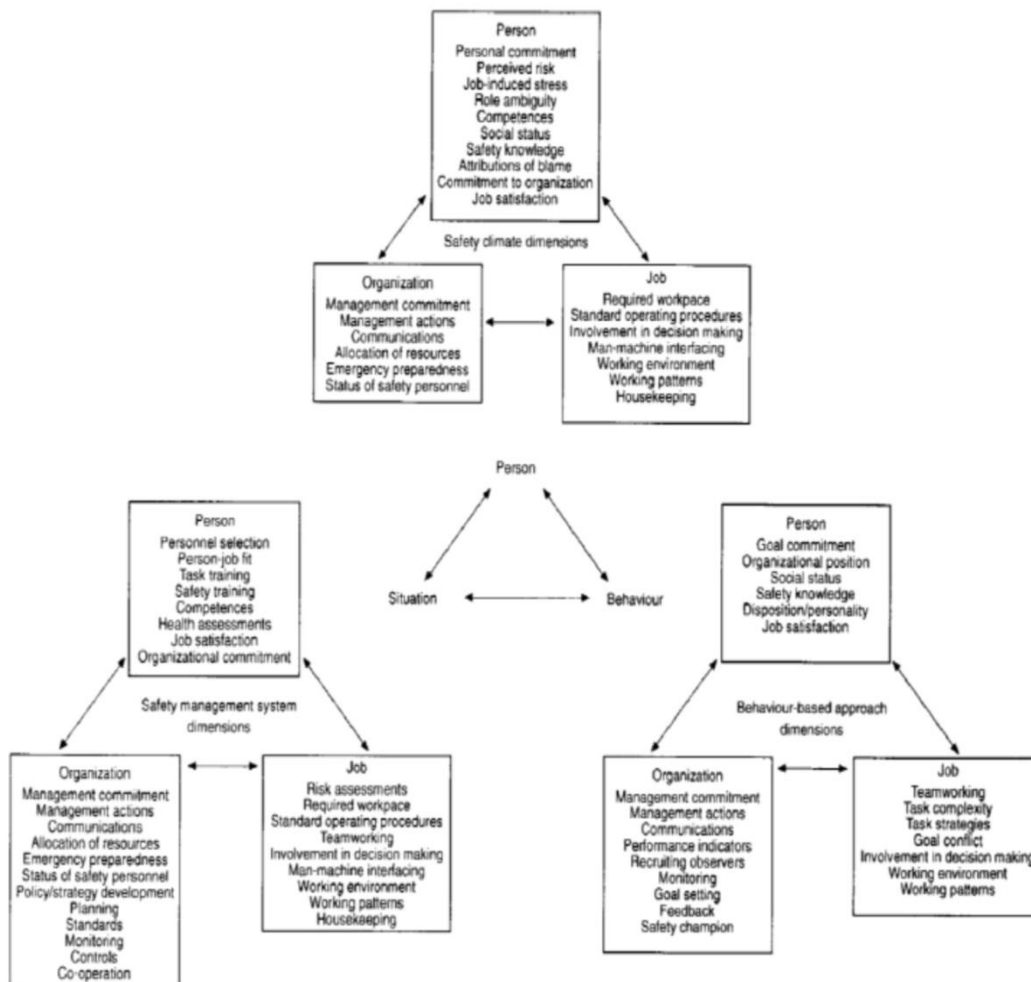 Person
Personal commitment
Perceived risk
Job-induced stress
Role ambiguity
Competences
Social status
Safety knowledge
Attributions of blame
Commitment to organization
Job satisfaction
Safety climate dimensions
Organization
Management commitment
Management actions
Communications
Allocation of resources
Emergency preparedness
Status of safety personnel
Job
Required workpace
Standard operating procedures
Involvement in decision making
Man-machine interfacing
Working environment
Working patterns
Housekeeping
Person
Situation
Behaviour
Person
Personnel selection
Person-job fit
Task training
Safety training
Competences
Health assessments
Job satisfaction
Organizational commitment
Safety management system
dimensions
Organization
Management commitment
Management actions
Communications
Allocation of resources
Emergency preparedness
Status of safety personnel
Policy/strategy development
Planning
Standards
Monitoring
Controls
Co-operation
Job
Risk assessments
Required workpace
Standard operating procedures
Teamworking
Involvement in decision making
Man-machine interfacing
Working environment
Working patterns
Housekeeping
Person
Goal commitment
Organizational position
Social status
Safety knowledge
Disposition/personality
Job satisfaction
Behaviour-based approach
dimensions
Organization
Management commitment
Management actions
Communications
Performance indicators
Recruiting observers
Monitoring
Goal setting
Feedback
Safety champion
Job
Teamworking
Task complexity
Task strategies
Goal conflict
Involvement in decision making
Working environment
Working patterns